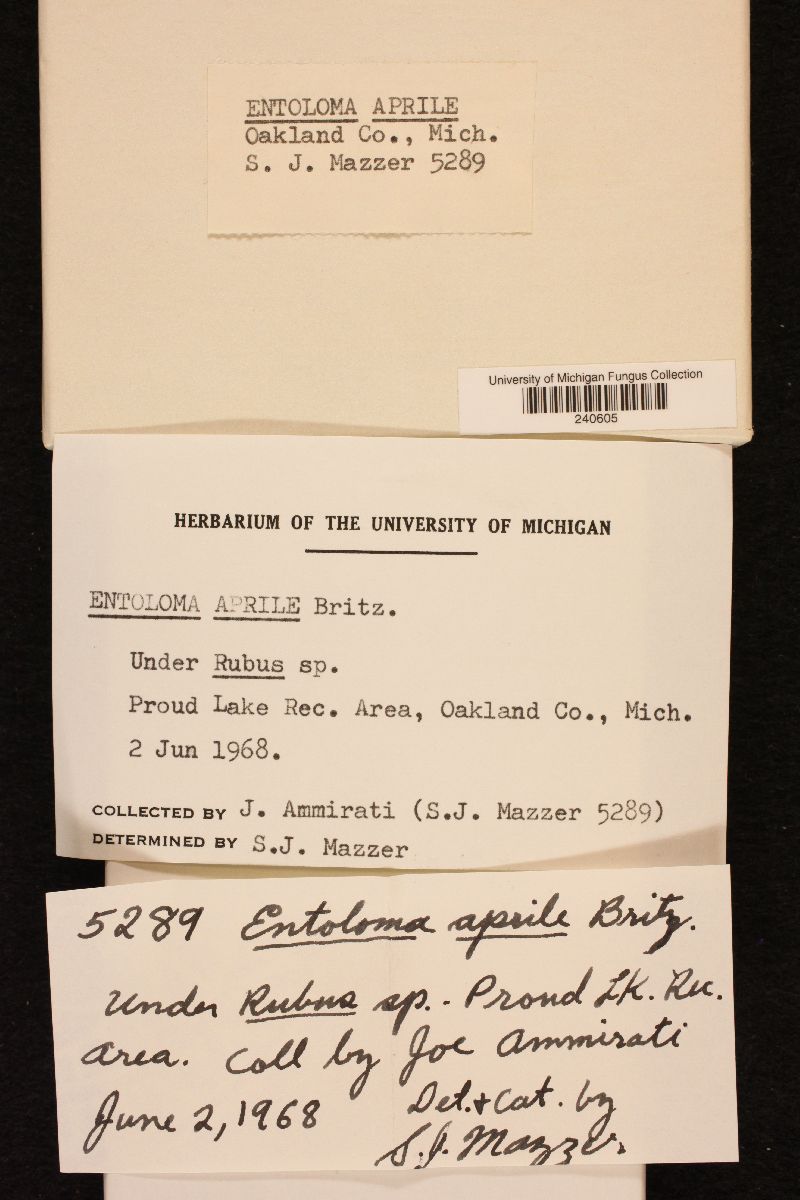 ENTOLOMA APRILE
Oakland Co., Mich.
S. J. Mazzer 5289
University of Michigan Fungus Collection
240605
HERBARIUM OF THE UNIVERSITY OF MICHIGAN
ENTOLOMA APRILE Britz.
Under Rubus sp.
Proud Lake Rec. Area, Oakland Co., Mich.
2 Jun 1968.
COLLECTED BY J. Ammirati (S.J. Mazzer 5289)
DETERMINED BY S.J. Mazzer
5289 Entoloma aprile Britz.
Under Rubus sp. - Proud LK. Rec.
Area. Coll by Joe Ammirati
June 2, 1968 Det. + Cat. by
S.J. Mazzer.